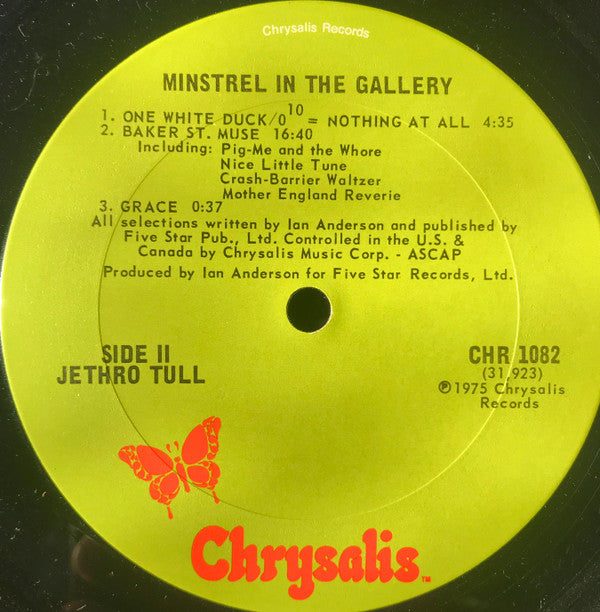 Chrysalis Records
MINSTREL IN THE GALLERY
1. ONE WHITE DUCK/0¹⁰ = NOTHING AT ALL 4:35
2. BAKER ST. MUSE 16:40
Including: Pig-Me and the Whore
Nice Little Tune
Crash-Barrier Waltzer
Mother England Reverie
3. GRACE 0:37
All selections written by Ian Anderson and published by
Five Star Pub., Ltd. Controlled in the U.S. &
Canada by Chrysalis Music Corp. - ASCAP
Produced by Ian Anderson for Five Star Records, Ltd.
SIDE II
JETHRO TULL
CHR 1082
(31,923)
℗1975 Chrysalis
Records
Chrysalis™